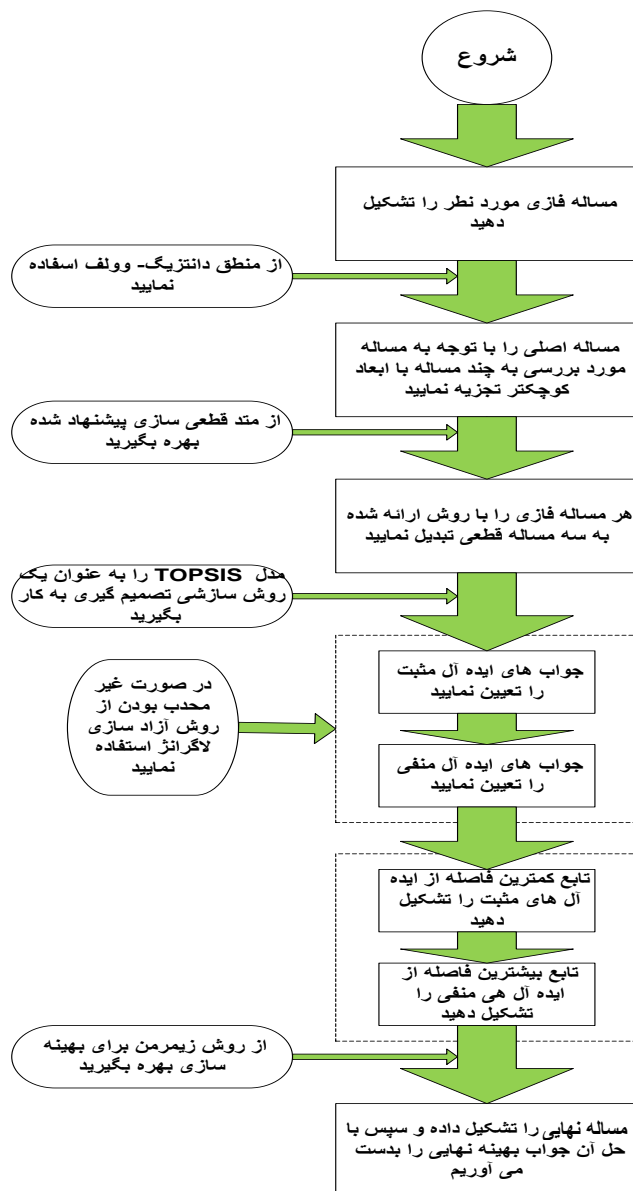 شروع
مساله فازی مورد نطر را تشکیل
دهید
از منطق دانتزیگ- وولف اسفاده
نمایید
مساله اصلی را با توجه به مساله
مورد بررسی به چند مساله با ابعاد
کوچکتر تجزیه نمایید
از متد قطعی سازی پیشنهاد شده
بهره بگیرید
هر مساله فازی را با روش ارائه شده
به سه مساله قطعی تبدیل نمایید
مدل TOPSIS را به عنوان یک
روش سازشی تصمیم گیری به کار
بگیرید
جواب های ایده آل مثبت
را تعیین نمایید
در صورت غیر
محدب بودن از
روش آزاد سازی
لاگرانژ استفاده
نمایید
جواب های ایده آل منفی
را تعیین نمایید
تابع کمترین فاصله از ایده
آل های مثبت را تشکیل
دهید
تابع بیشترین فاصله از
ایده آل هی منفی را
تشکیل دهید
از روش زیمرمن برای بهینه
سازی بهره بگیرید
مساله نهایی را تشکیل داده و سپس با
حل آن جواب بهینه نهایی را بدست
می آوریم